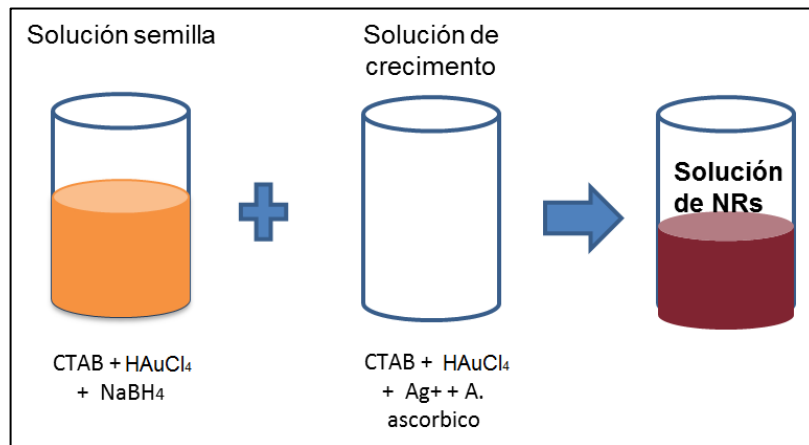 Solución semilla
Solución de
crecimento
Solución
de NRs
CTAB + HAuCl₄
+ NaBH₄
CTAB + HAuCl₄
+ Ag+ + A.
ascorbico